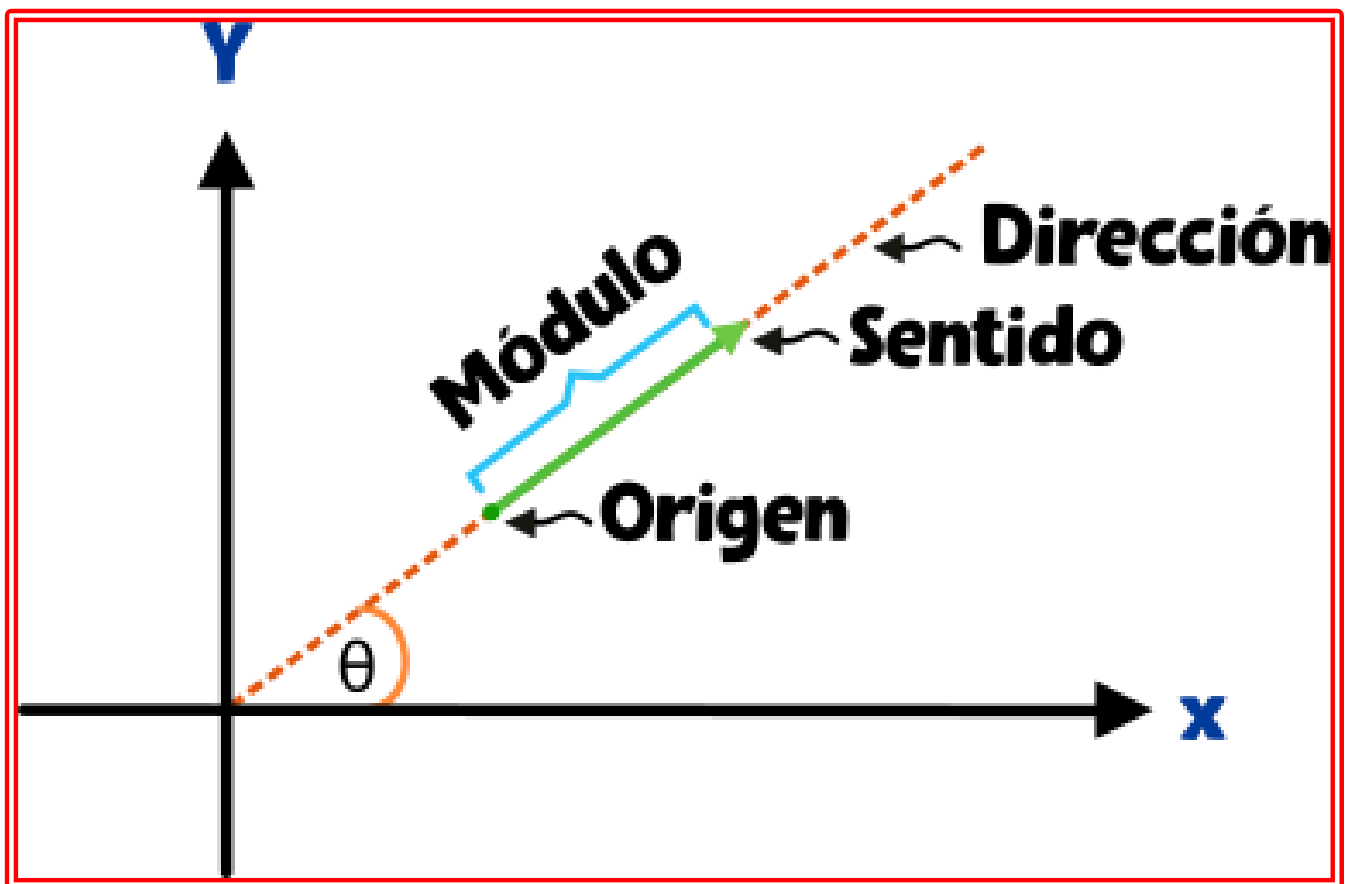 Y
Dirección
Módulo
Sentido
Origen
θ
x